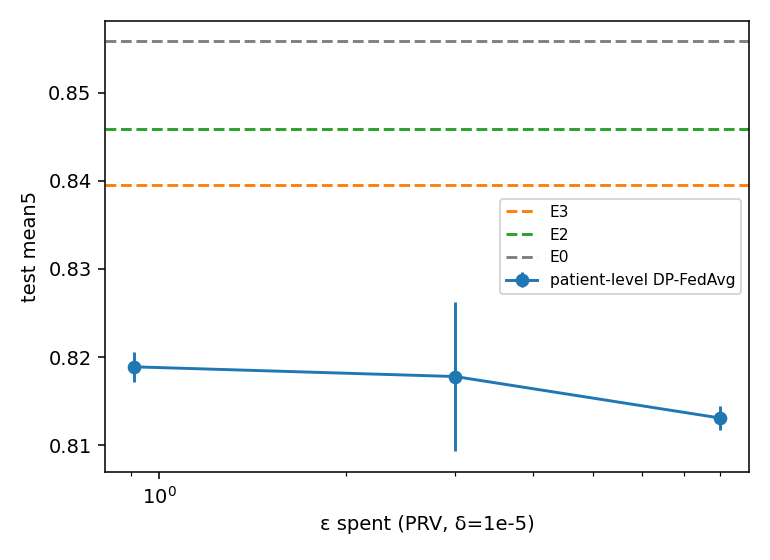 0.85
0.84
0.83
0.82
0.81
test mean5
E3
E2
E0
patient-level DP-FedAvg
10⁰
ε spent (PRV, δ=1e-5)